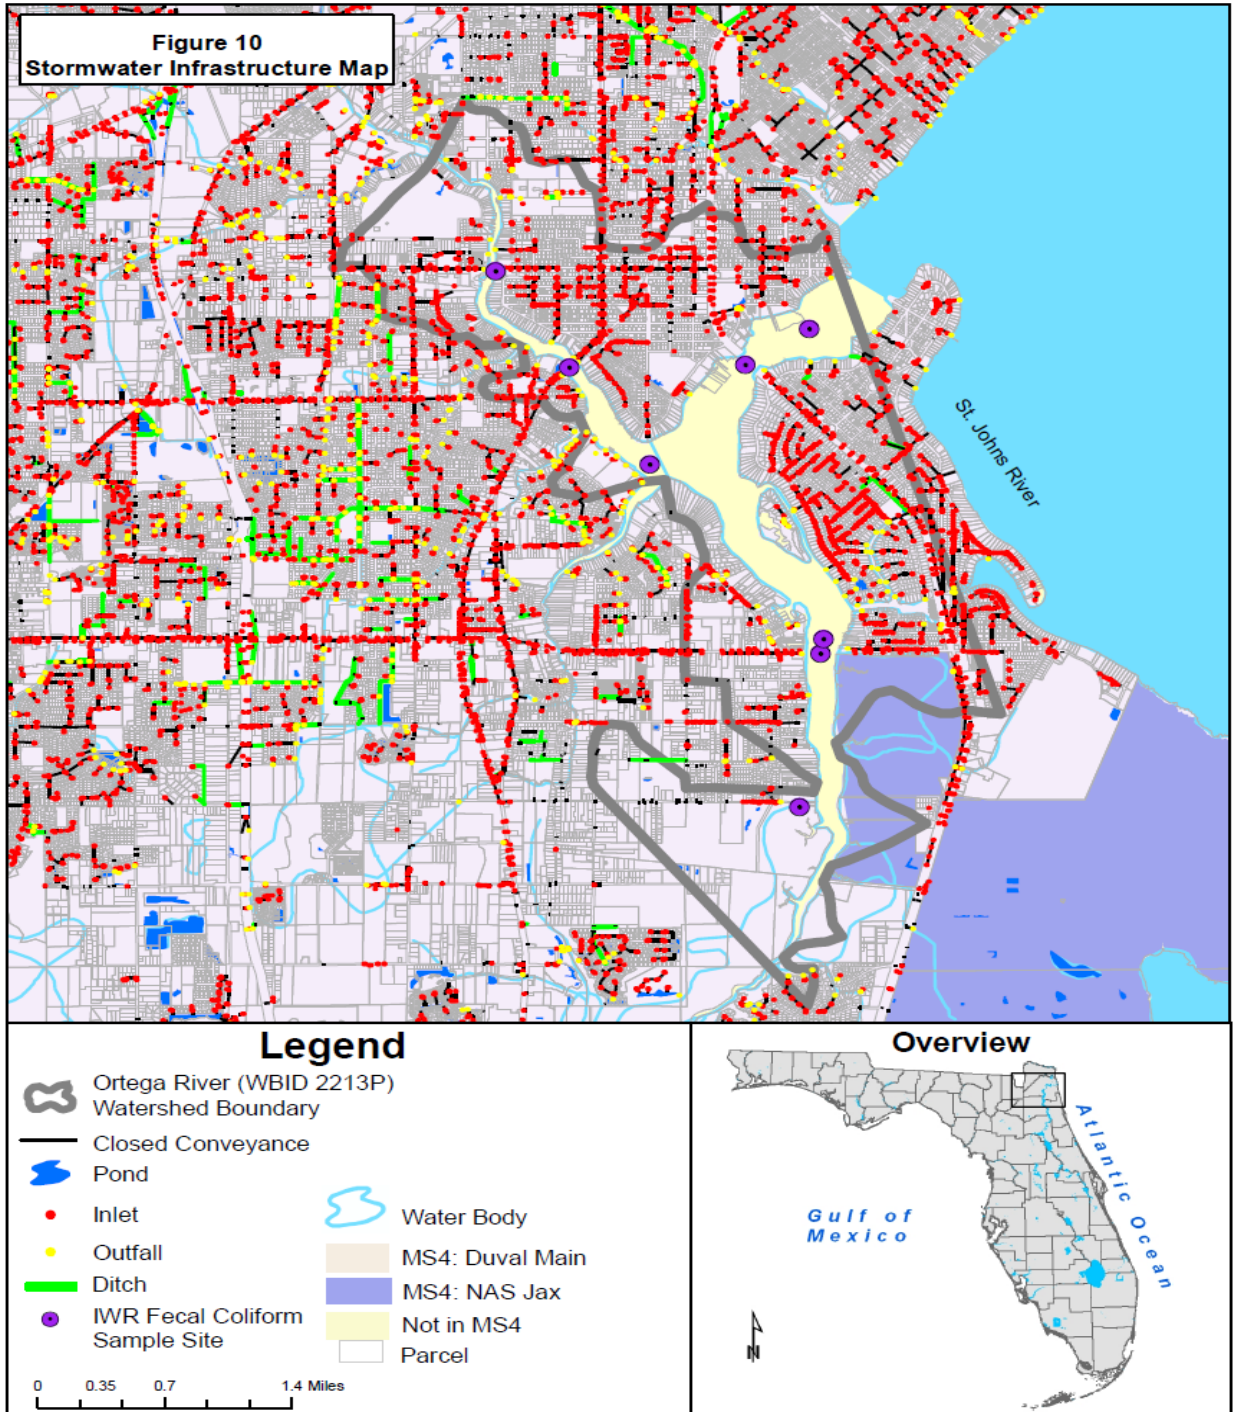 Figure 10
Stormwater Infrastructure Map
St. Johns River
Legend
Ortega River (WBID 2213P)
Watershed Boundary
Closed Conveyance
Pond
Inlet
Outfall
Ditch
IWR Fecal Coliform
Sample Site
Water Body
MS4: Duval Main
MS4: NAS Jax
Not in MS4
Parcel
0 0.35 0.7 1.4 Miles
Overview
Gulf of
Mexico
Atlantic Ocean
N